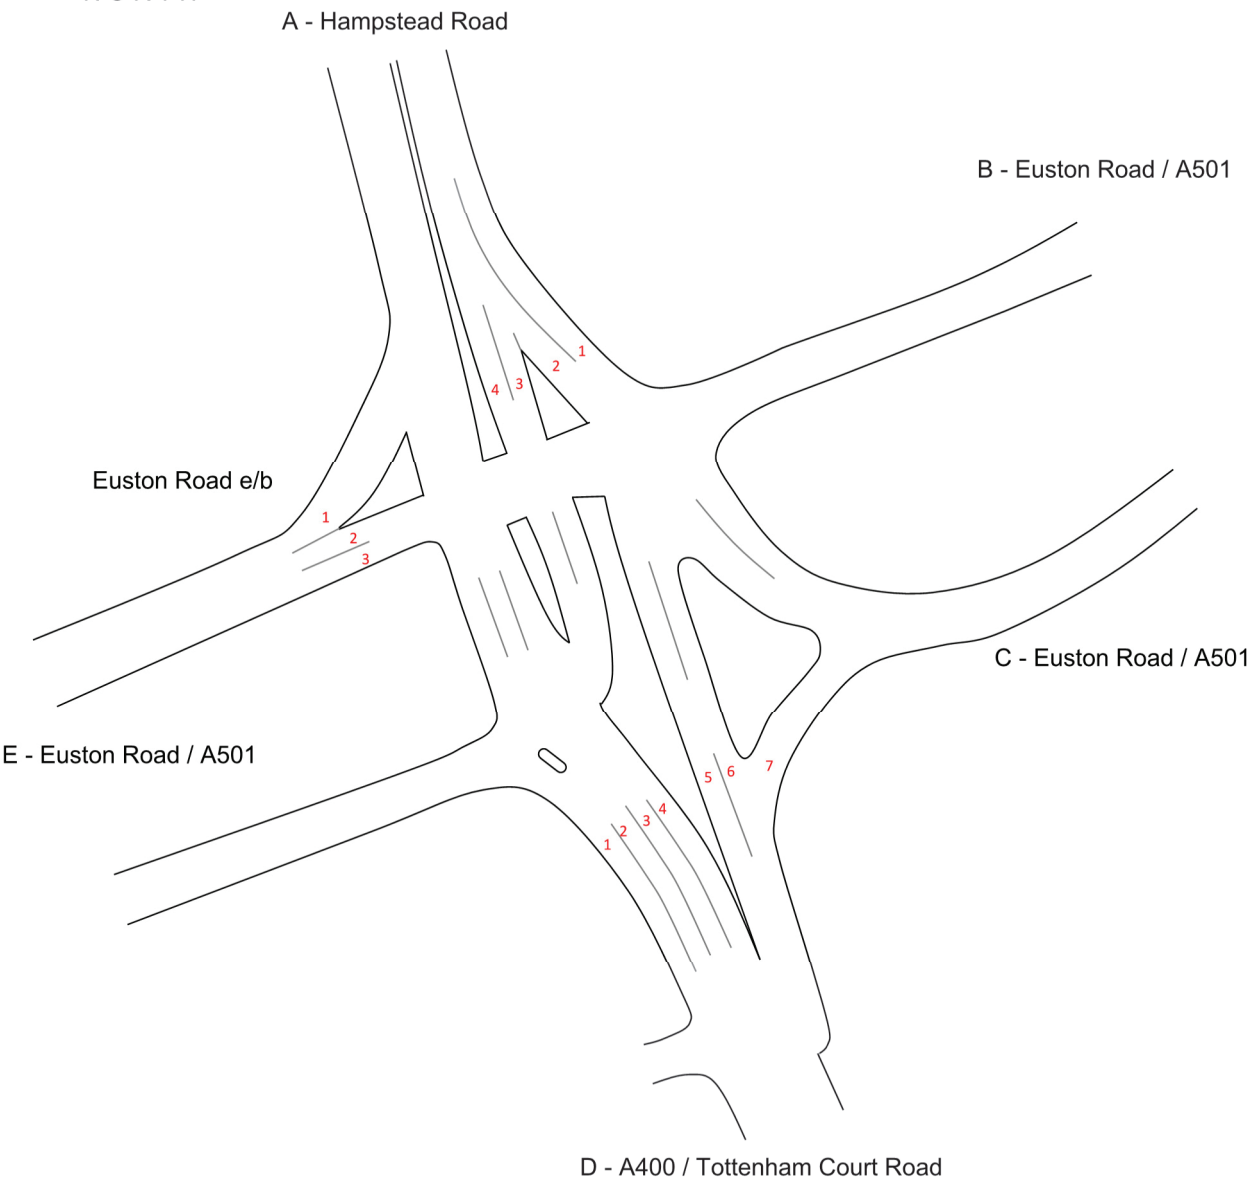 A - Hampstead Road
B - Euston Road / A501
1
2
3
4
Euston Road e/b
1
2
3
C - Euston Road / A501
E - Euston Road / A501
5
6
7
4
3
2
1
D - A400 / Tottenham Court Road